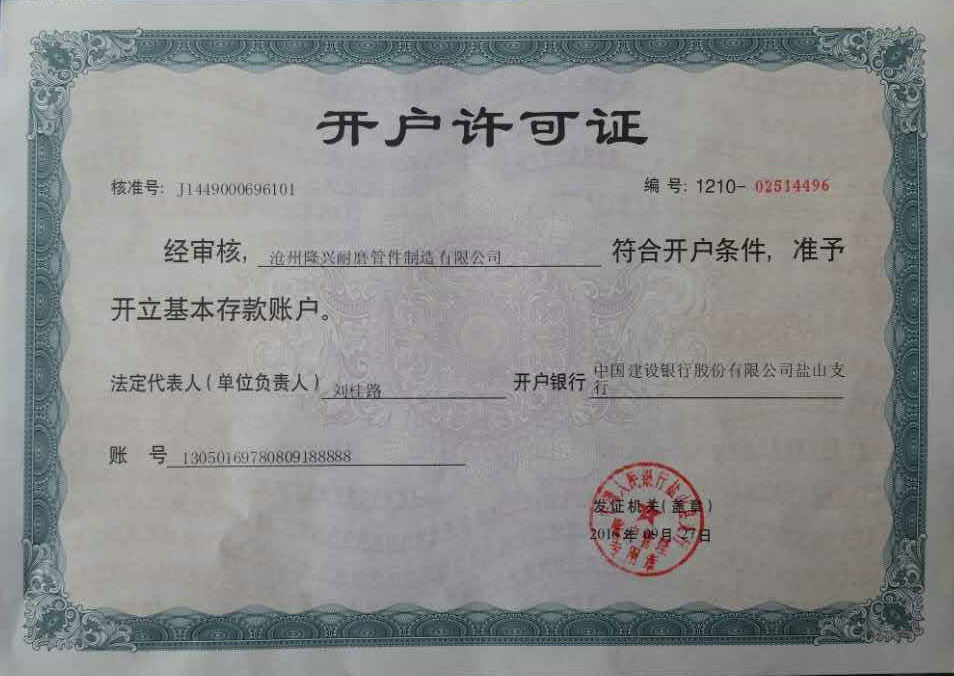 开户许可证
核准号: J1449000696101
编 号: 1210- 02514496
经审核, 沧州隆兴耐磨管件制造有限公司 符合开户条件, 准予
开立基本存款账户。
法定代表人(单位负责人) 刘桂路
开户银行 中国建设银行股份有限公司盐山支
行
账 号 13050169780809188888
发证机关(盖章)
年09月27日